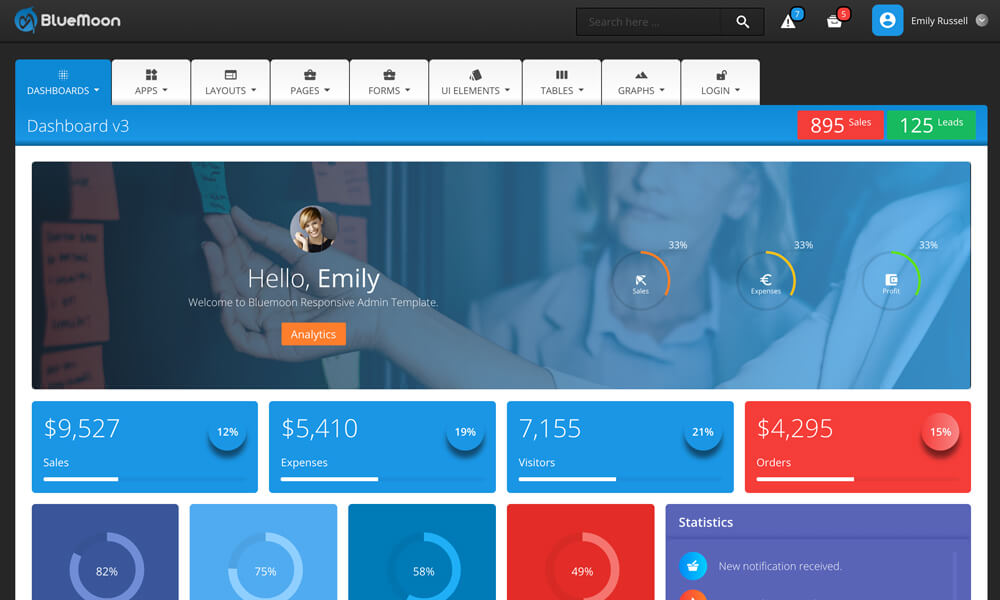 BlueMoon
Search here ...
7
5
Emily Russell
DASHBOARDS
APPS
LAYOUTS
PAGES
FORMS
UI ELEMENTS
TABLES
GRAPHS
LOGIN
Dashboard v3
895 Sales
125 Leads
Hello, Emily
Welcome to Bluemoon Responsive Admin Template.
Analytics
33%
Sales
33%
Expenses
33%
Profit
$9,527
12%
Sales
$5,410
19%
Expenses
7,155
21%
Visitors
$4,295
15%
Orders
82%
75%
58%
49%
Statistics
New notification received.